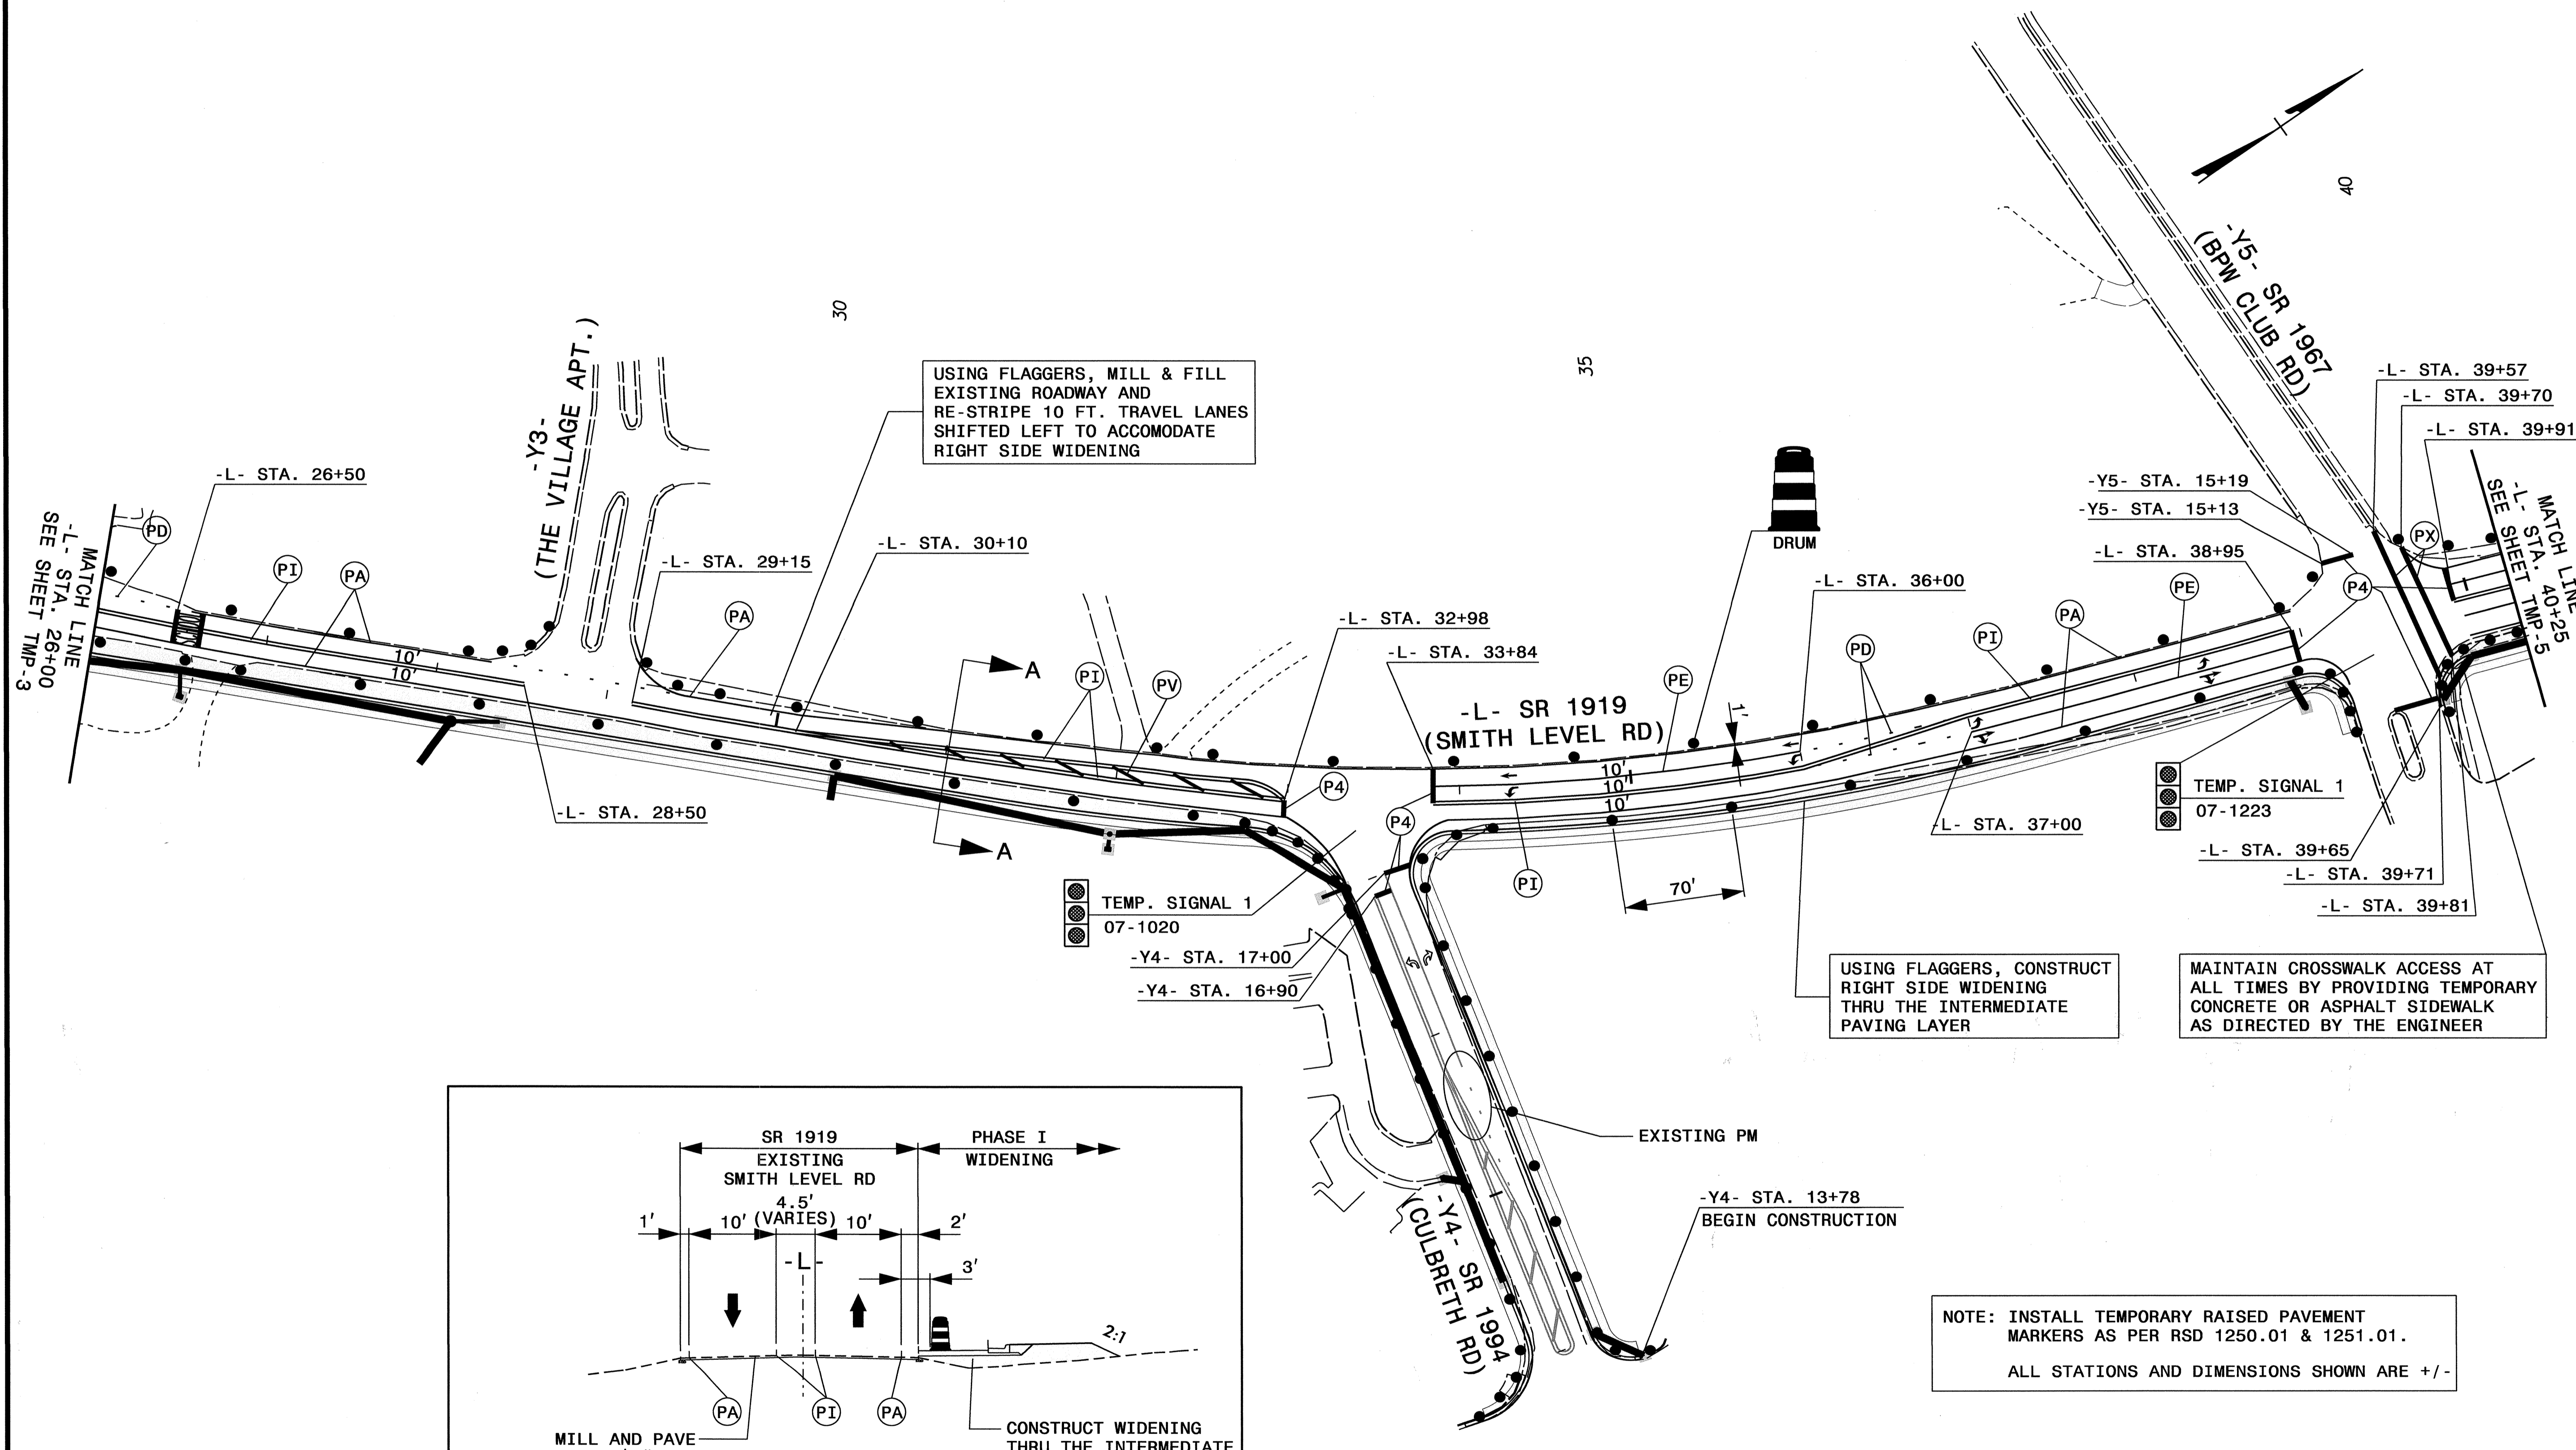 40
-Y5- SR 1967
(BPW CLUB RD)
30
35
-Y3-
(THE VILLAGE APT.)
USING FLAGGERS, MILL & FILL
EXISTING ROADWAY AND
RE-STRIPE 10 FT. TRAVEL LANES
SHIFTED LEFT TO ACCOMODATE
RIGHT SIDE WIDENING
-L- STA. 39+57
-L- STA. 39+70
-L- STA. 39+91
MATCH LINE
-L- STA. 40+25
SEE SHEET TMP-5
-L- STA. 26+50
-Y5- STA. 15+19
-Y5- STA. 15+13
-L- STA. 38+95
DRUM
-L- STA. 30+10
-L- STA. 29+15
-L- STA. 36+00
MATCH LINE
-L- STA. 26+00
SEE SHEET TMP-3
PD
PI
PA
PA
10'
10'
-L- STA. 32+98
-L- STA. 33+84
A
A
PI
PV
PE
PD
PI
PA
PE
P4
PX
-L- SR 1919
(SMITH LEVEL RD)
1'
10'
10'
10'
P4
P4
PI
70'
-L- STA. 28+50
-L- STA. 37+00
TEMP. SIGNAL 1
07-1223
-L- STA. 39+65
-L- STA. 39+71
-L- STA. 39+81
TEMP. SIGNAL 1
07-1020
-Y4- STA. 17+00
-Y4- STA. 16+90
USING FLAGGERS, CONSTRUCT
RIGHT SIDE WIDENING
THRU THE INTERMEDIATE
PAVING LAYER
MAINTAIN CROSSWALK ACCESS AT
ALL TIMES BY PROVIDING TEMPORARY
CONCRETE OR ASPHALT SIDEWALK
AS DIRECTED BY THE ENGINEER
EXISTING PM
-Y4- STA. 13+78
BEGIN CONSTRUCTION
-Y4- SR 1994
(CULBRETH RD)
SR 1919
EXISTING
SMITH LEVEL RD
PHASE I
WIDENING
4.5'
(VARIES)
1'
10'
10'
2'
-L-
3'
2:1
PA
PI
PA
MILL AND PAVE
CONSTRUCT WIDENING
THRU THE INTERMEDIATE
NOTE: INSTALL TEMPORARY RAISED PAVEMENT
MARKERS AS PER RSD 1250.01 & 1251.01.
ALL STATIONS AND DIMENSIONS SHOWN ARE +/-